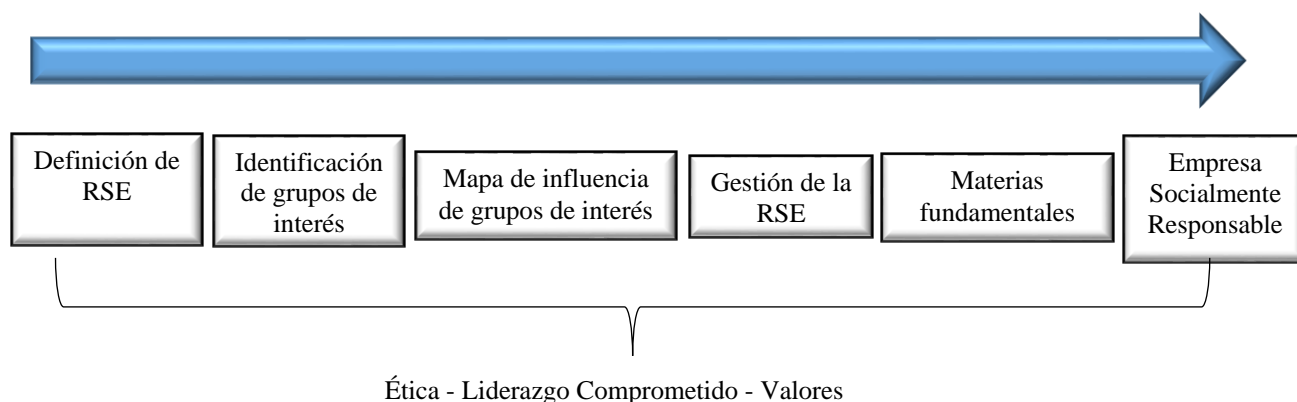 Definición de
RSE
Identificación
de grupos de
interés
Mapa de influencia
de grupos de interés
Gestión de la
RSE
Materias
fundamentales
Empresa
Socialmente
Responsable
Ética - Liderazgo Comprometido - Valores